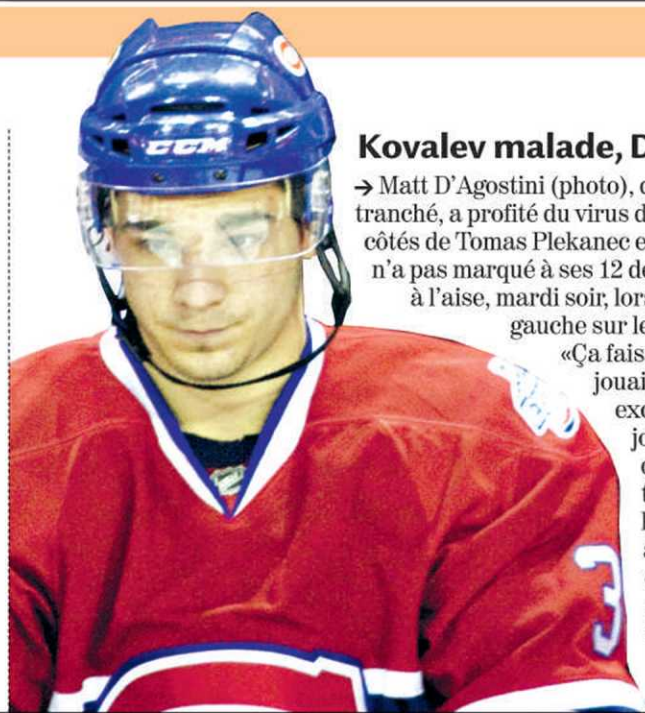 CCM
Kovalev malade, D
→ Matt D'Agostini (photo), 
tranché, a profité du virus d
côtés de Tomas Plekanec e
n'a pas marqué à ses 12 de
à l'aise, mardi soir, lors
gauche sur le
«Ça fais
jouai
exc
jo
3